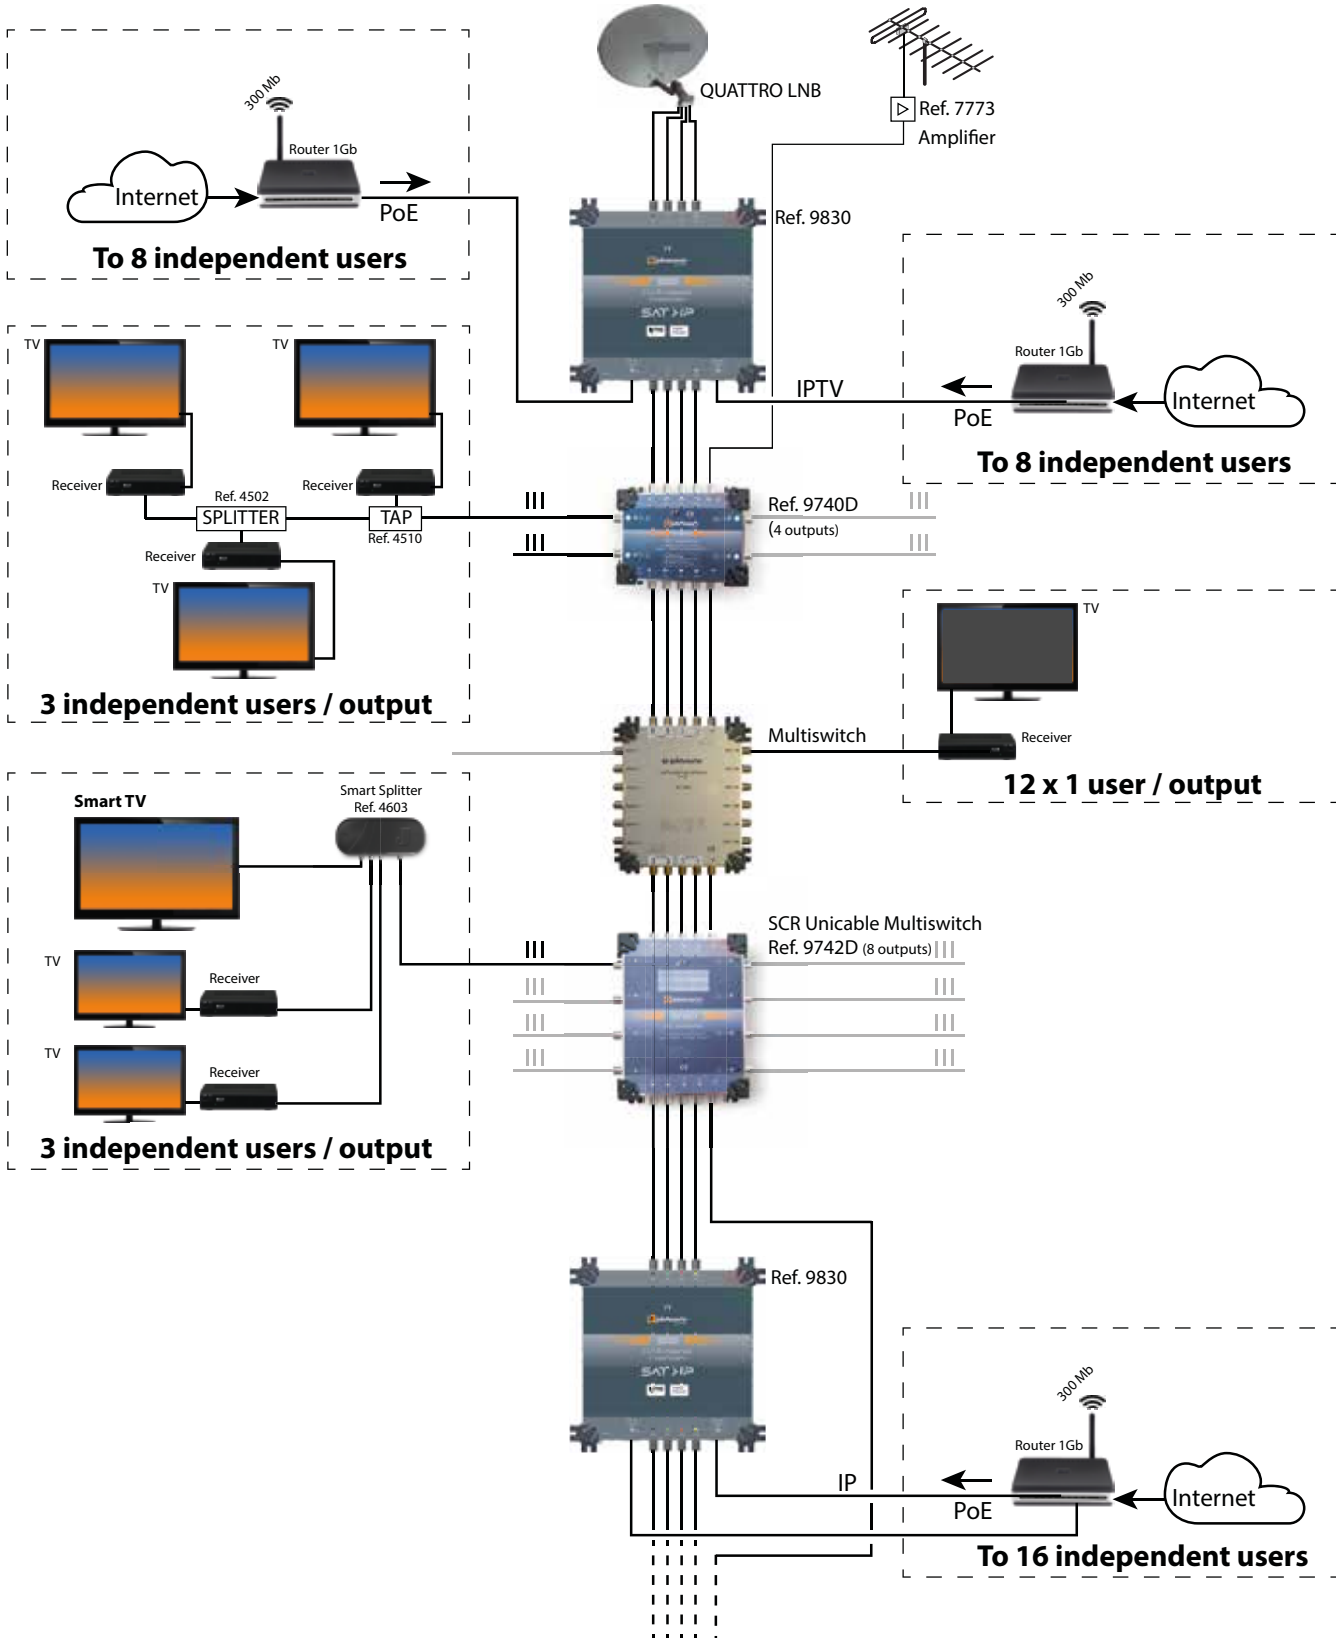 QUATTRO LNB
Ref. 7773
Amplifier
300 Mb
Router 1Gb
Internet
PoE
To 8 independent users
Ref. 9830
SAT>IP
300 Mb
Router 1Gb
IPTV
PoE
Internet
To 8 independent users
TV
TV
Receiver
Receiver
Ref. 4502
SPLITTER
TAP
Ref. 4510
Receiver
TV
3 independent users / output
Ref. 9740D
(4 outputs)
TV
Multiswitch
Receiver
12 x 1 user / output
Smart TV
Smart Splitter
Ref. 4603
TV
Receiver
TV
Receiver
3 independent users / output
SCR Unicable Multiswitch
Ref. 9742D (8 outputs)
Ref. 9830
SAT>IP
300 Mb
Router 1Gb
IP
PoE
Internet
To 16 independent users